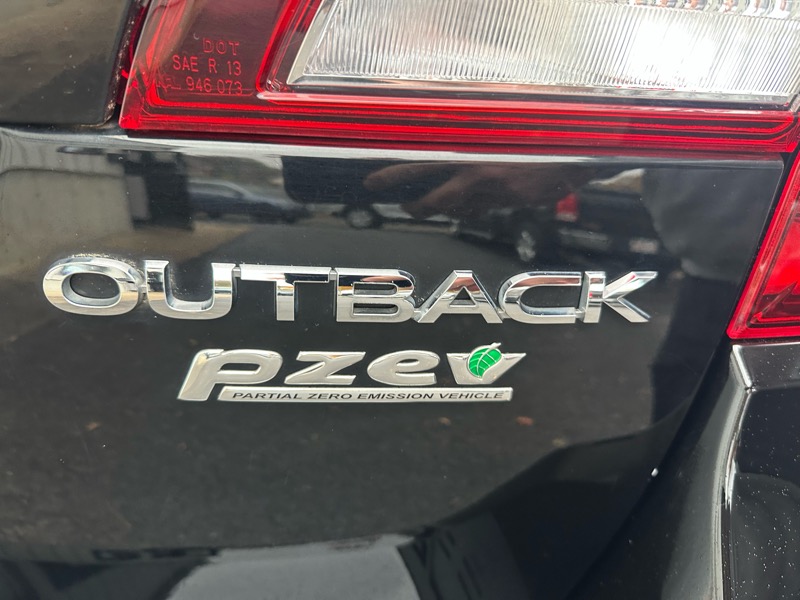 DOT
SAE R 13
946 073
OUTBACK
pzev
PARTIAL ZERO EMISSION VEHICLE